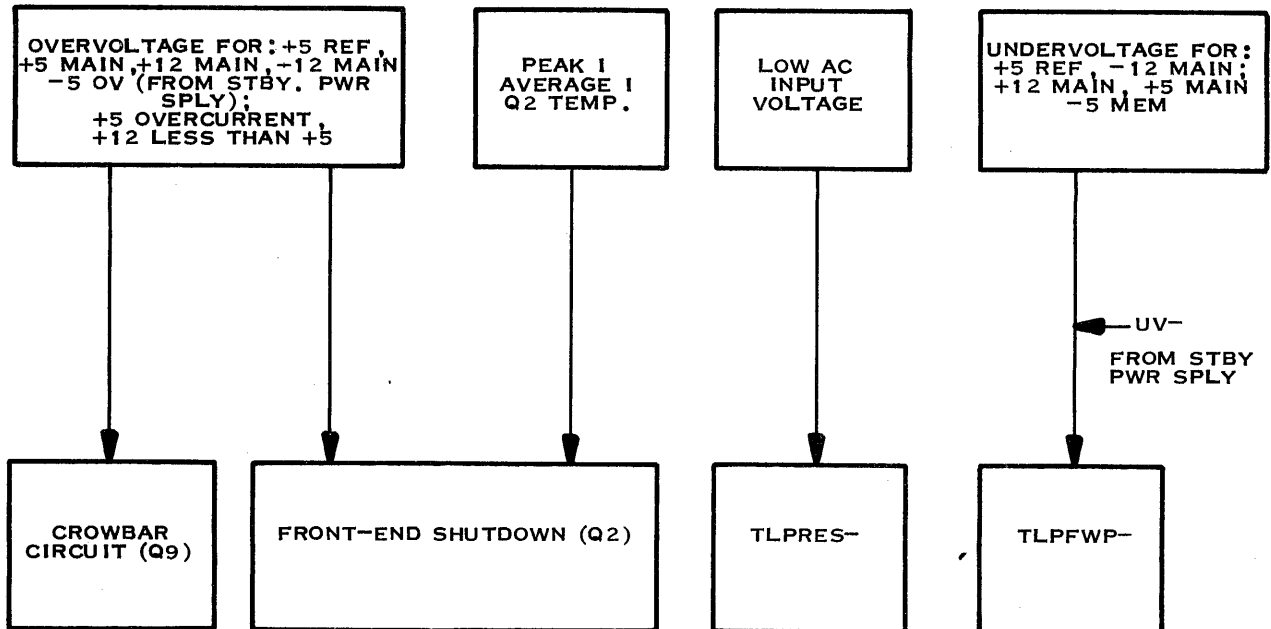 OVERVOLTAGE FOR: +5 REF,
+5 MAIN, +12 MAIN, -12 MAIN
-5 OV (FROM STBY. PWR
SPLY);
+5 OVERCURRENT,
+12 LESS THAN +5
PEAK I
AVERAGE I
Q2 TEMP.
LOW AC
INPUT
VOLTAGE
UNDERVOLTAGE FOR:
+5 REF, -12 MAIN;
+12 MAIN, +5 MAIN
-5 MEM
UV-
FROM STBY
PWR SPLY
CROWBAR
CIRCUIT (Q9)
FRONT-END SHUTDOWN (Q2)
TLPRES-
TLPFWP-